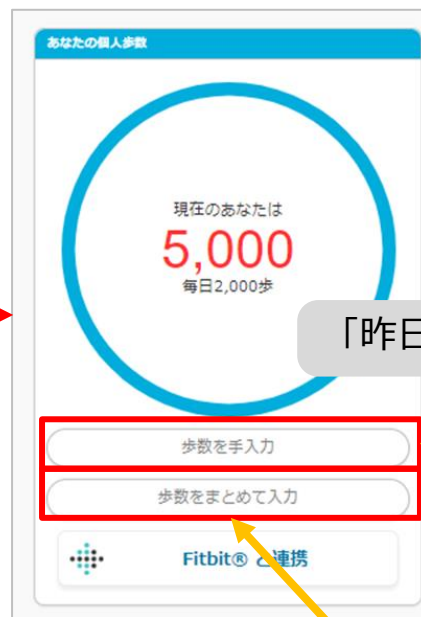 あなたの個人歩数
現在のあなたは
5,000
毎日2,000歩
「昨日
歩数を手入力
歩数をまとめて入力
Fitbit® と連携